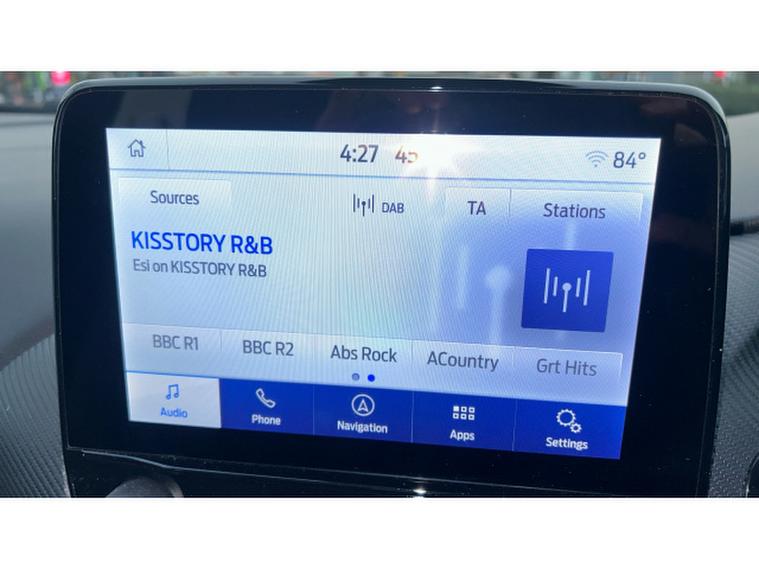 4:27 84°
Sources DAB TA Stations
KISSTORY R&B
Esi on KISSTORY R&B
BBC R1 BBC R2 Abs Rock ACountry Grt Hits
Audio Phone Navigation Apps Settings